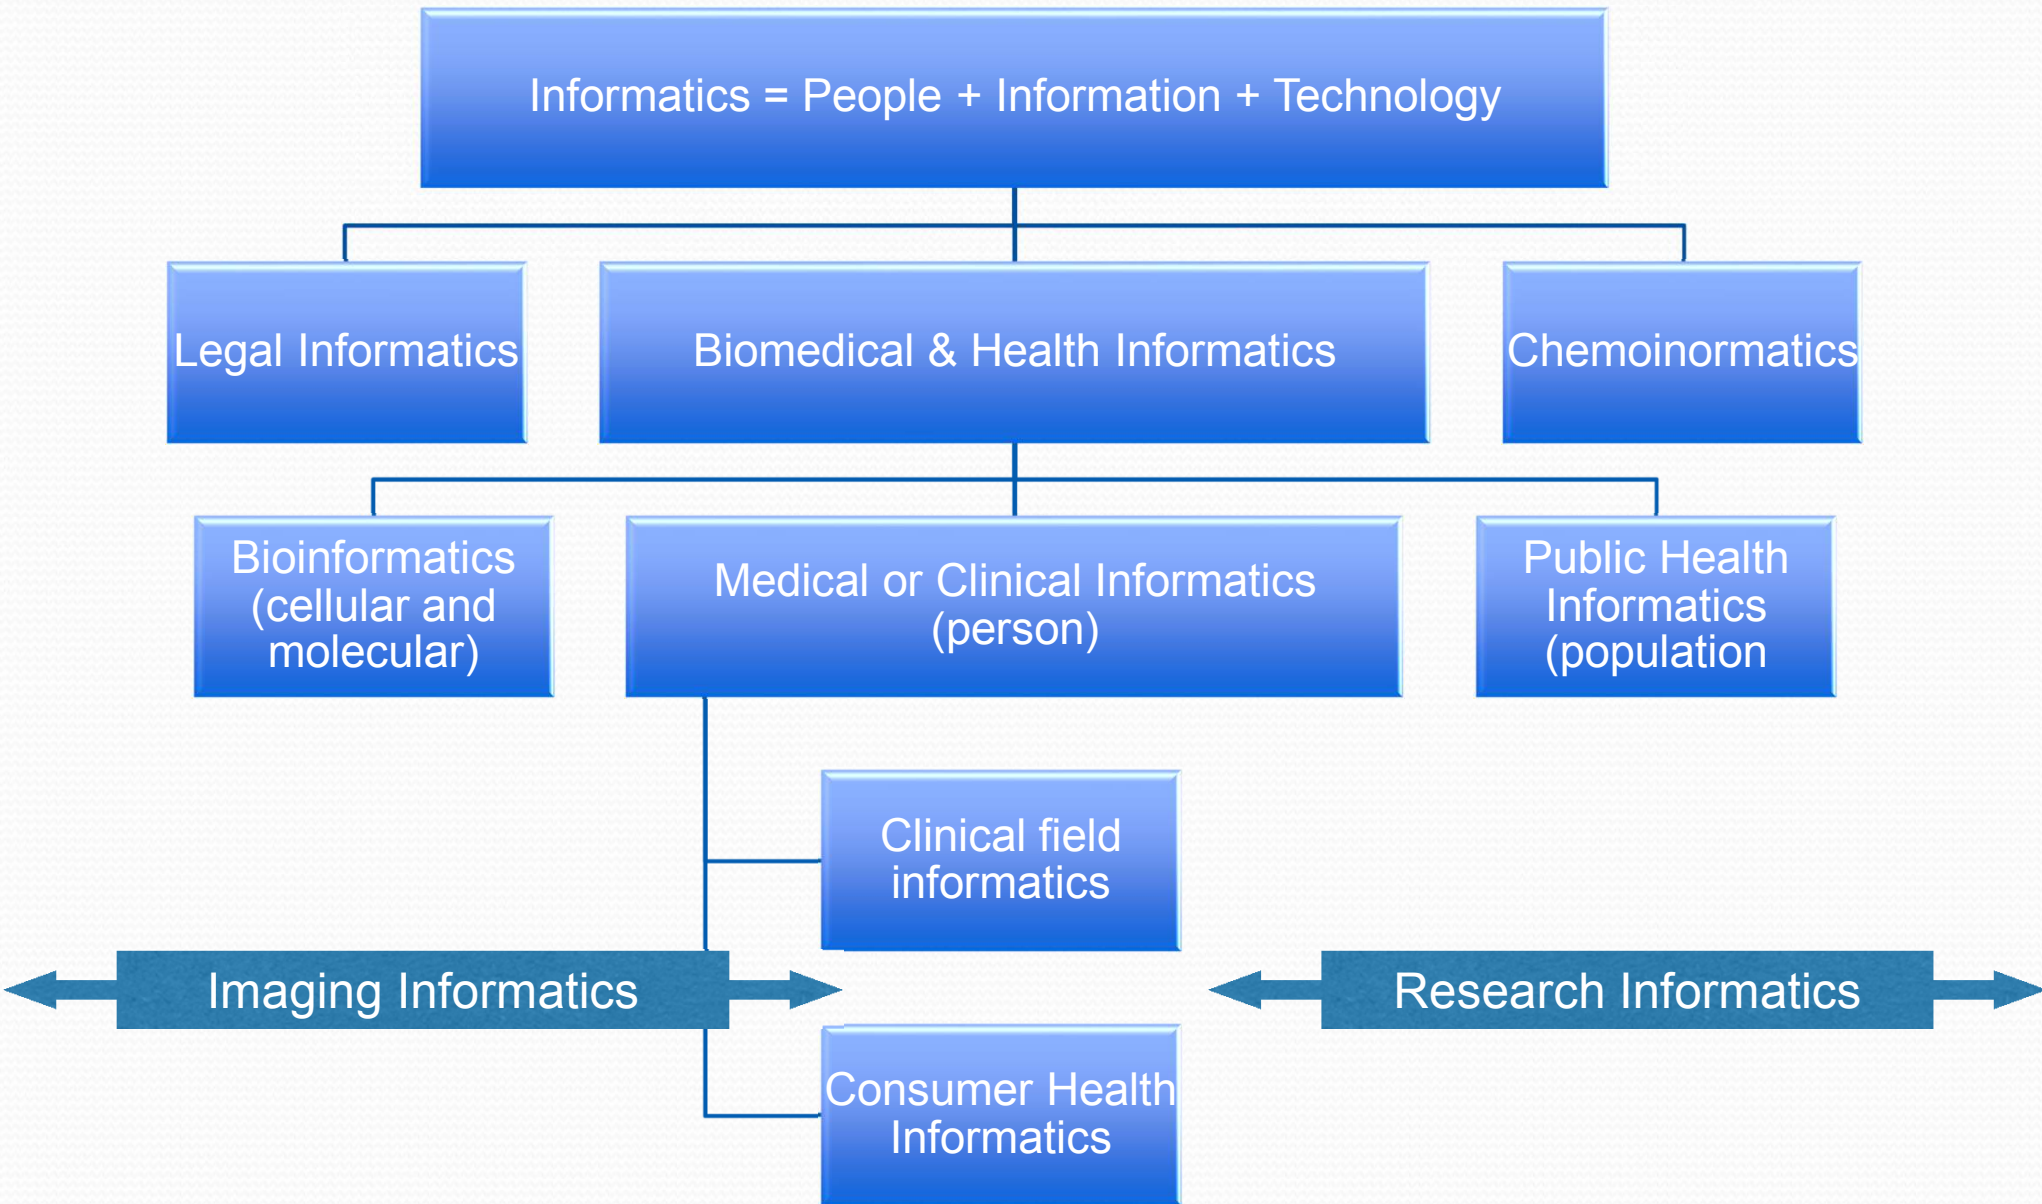 Informatics = People + Information + Technology
Legal Informatics
Biomedical & Health Informatics
Chemoinormatics
Bioinformatics
(cellular and
molecular)
Medical or Clinical Informatics
(person)
Public Health
Informatics
(population
Clinical field
informatics
Imaging Informatics
Research Informatics
Consumer Health
Informatics